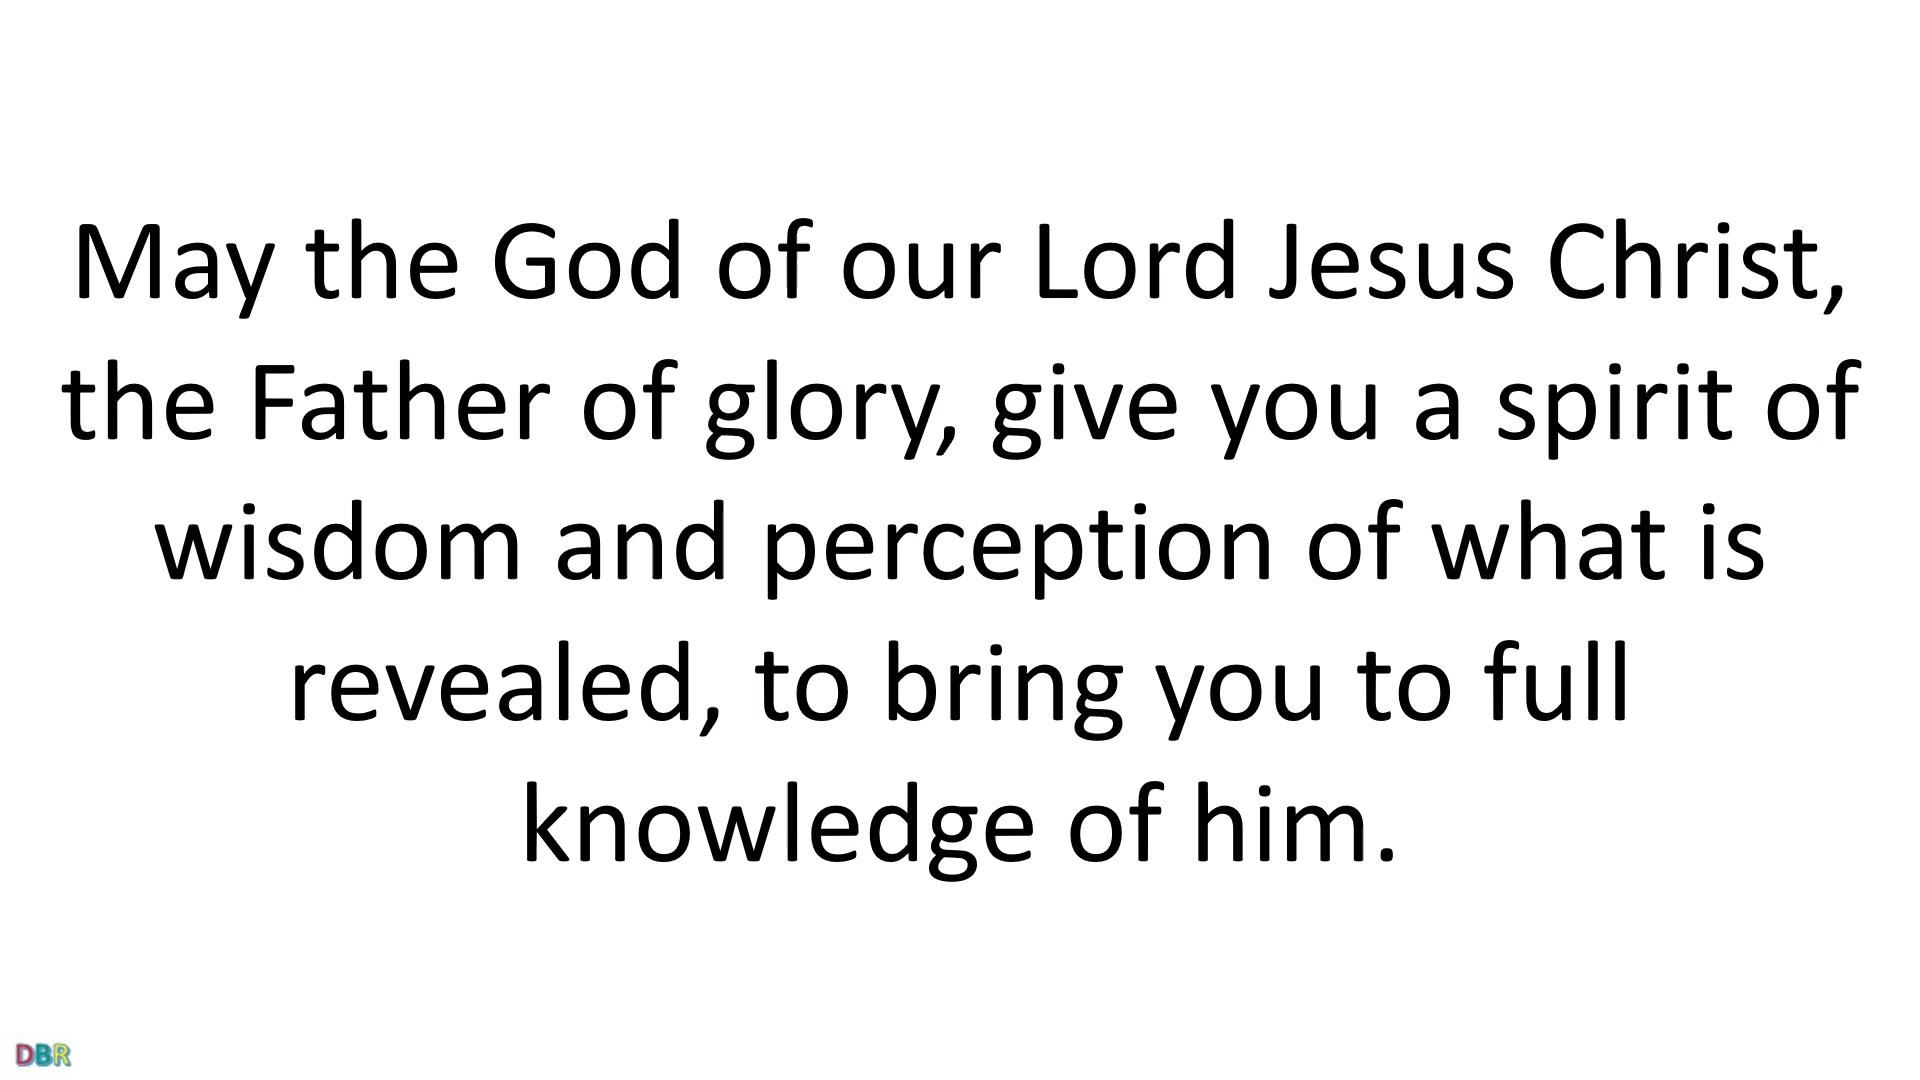 May the God of our Lord Jesus Christ,
the Father of glory, give you a spirit of
wisdom and perception of what is
revealed, to bring you to full
knowledge of him.
DBR